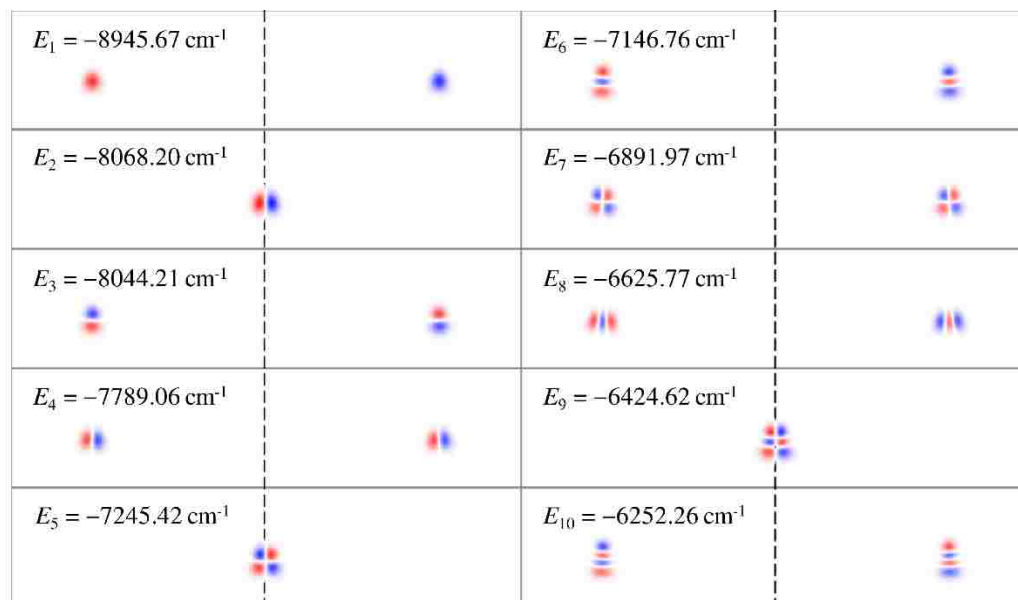 E₁ = −8945.67 cm⁻¹
E₂ = −8068.20 cm⁻¹
E₃ = −8044.21 cm⁻¹
E₄ = −7789.06 cm⁻¹
E₅ = −7245.42 cm⁻¹
E₆ = −7146.76 cm⁻¹
E₇ = −6891.97 cm⁻¹
E₈ = −6625.77 cm⁻¹
E₉ = −6424.62 cm⁻¹
E₁₀ = −6252.26 cm⁻¹